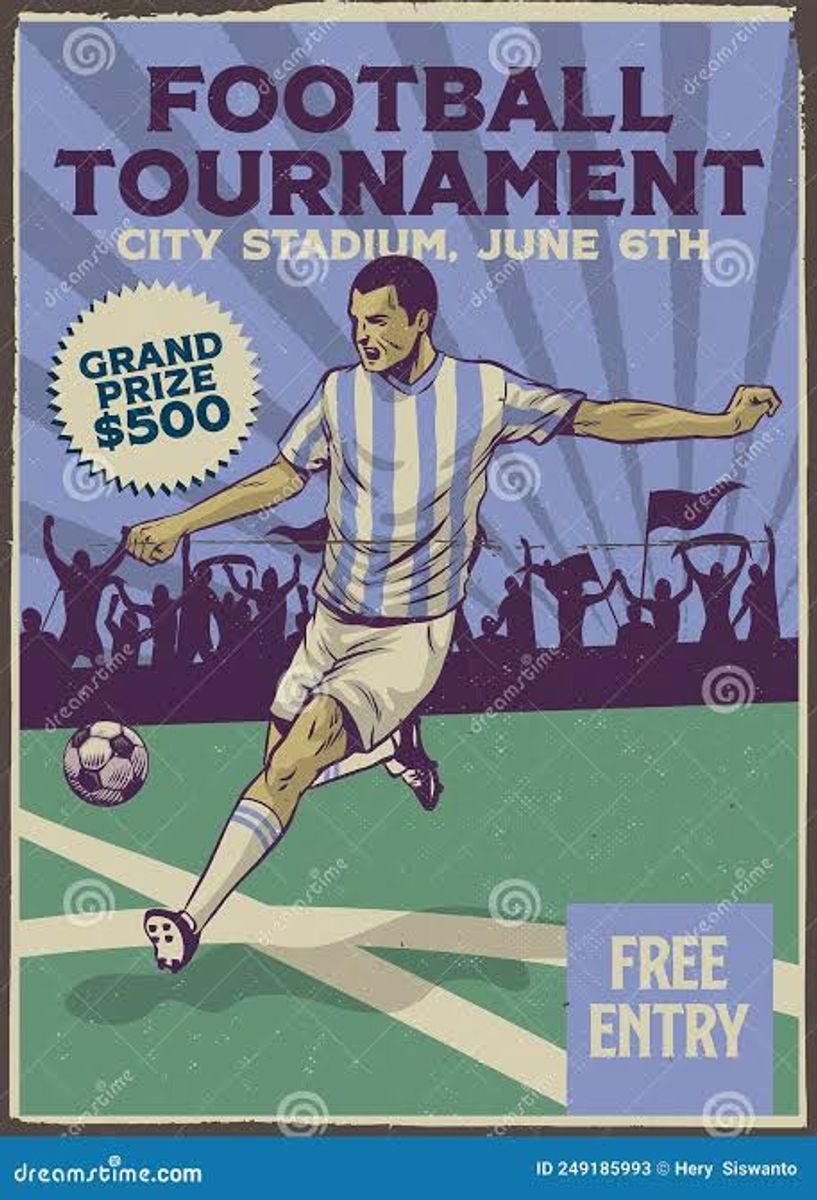 FOOTBALL
TOURNAMENT
CITY STADIUM, JUNE 6TH
GRAND
PRIZE
$500
FREE
ENTRY
dreamstime.com
ID 249185993 © Hery Siswanto